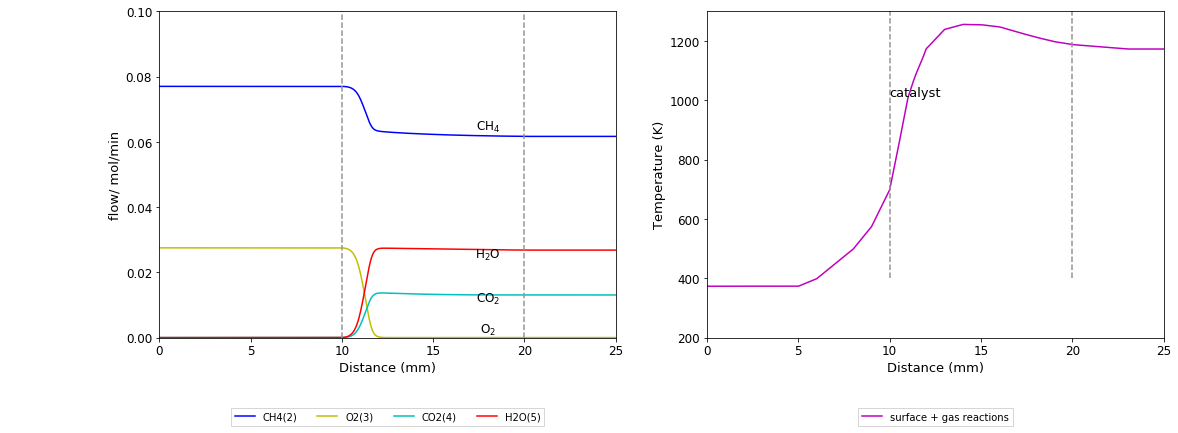 0.10
0.08
0.06
0.04
0.02
0.00
flow/ mol/min
CH₄
H₂O
CO₂
O₂
0 5 10 15 20 25
Distance (mm)
CH4(2) O2(3) CO2(4) H2O(5)
1200
1000
800
600
400
200
Temperature (K)
catalyst
0 5 10 15 20 25
Distance (mm)
surface + gas reactions